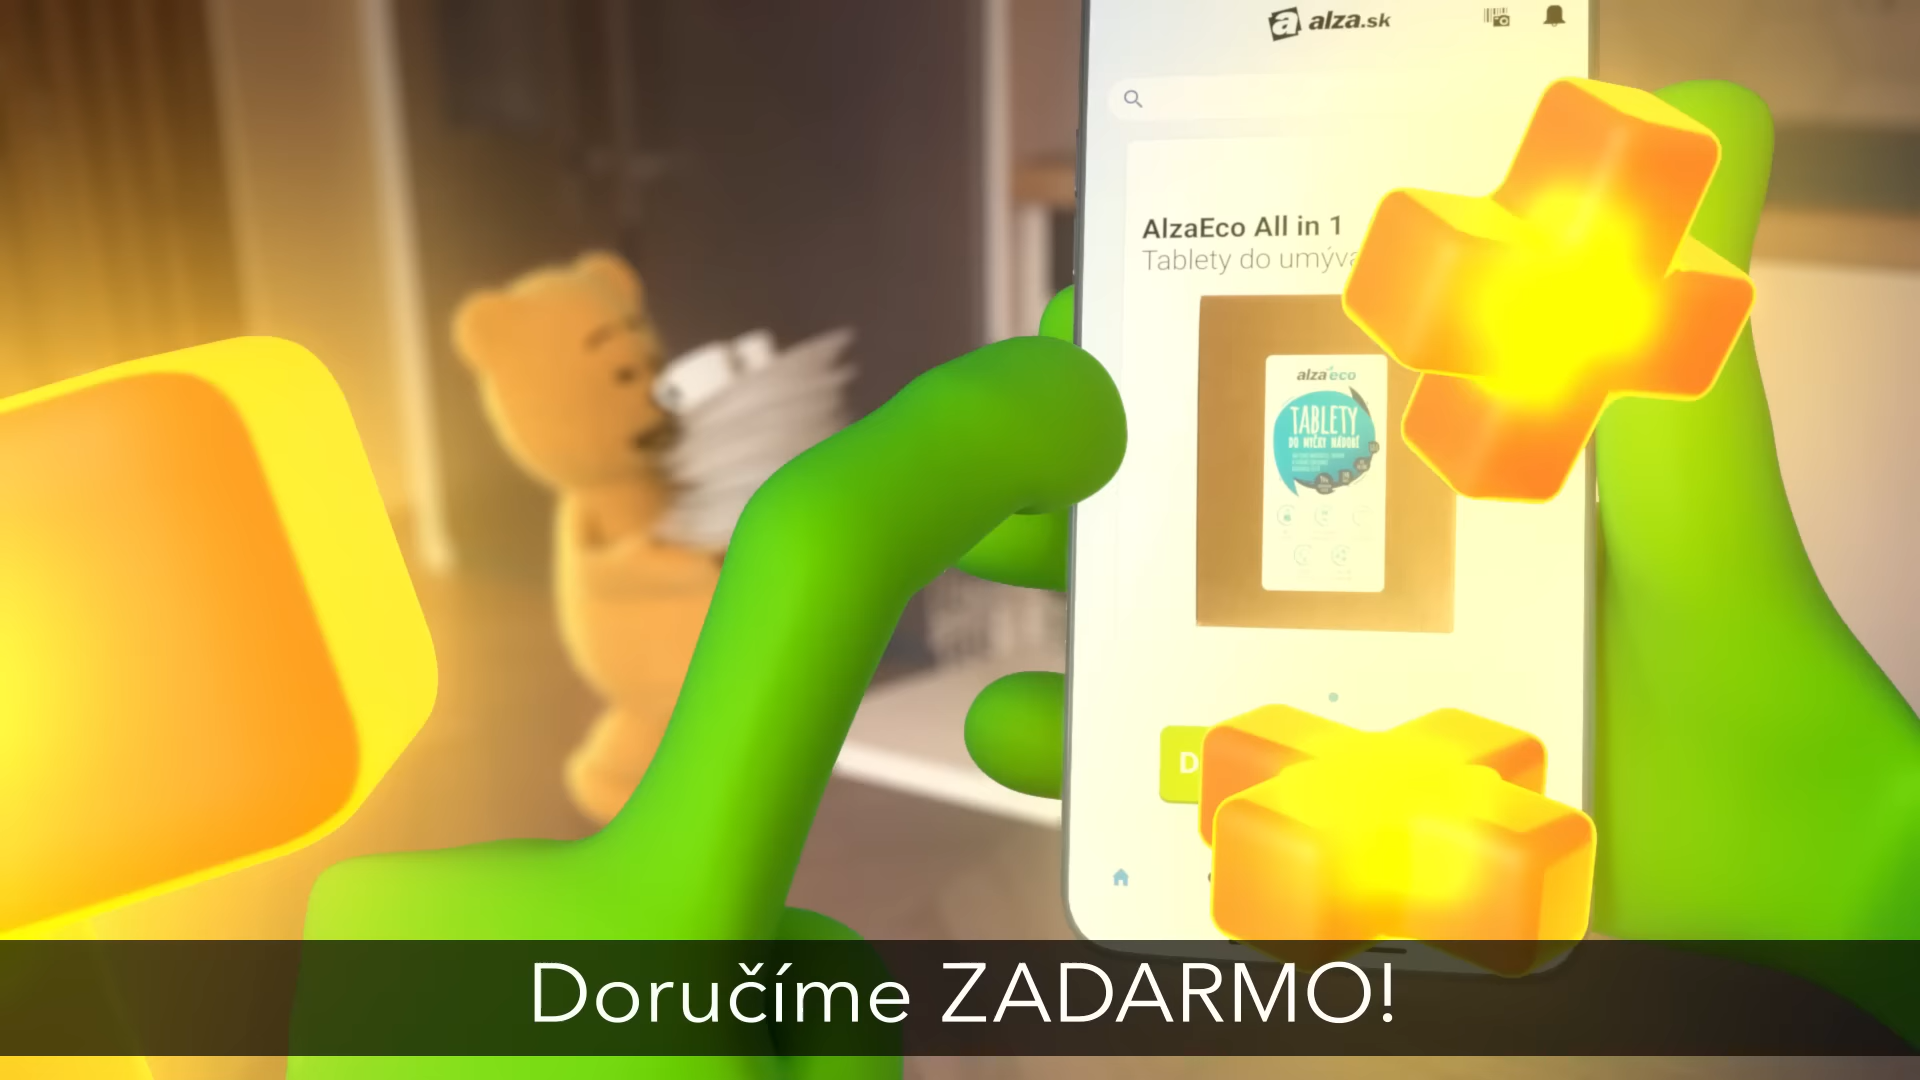 alza.sk
AlzaEco All in 1
Tablety do umýva
alza eco
TABLETY
DO MYČKY NÁDOBÍ
D
Doručíme ZADARMO!